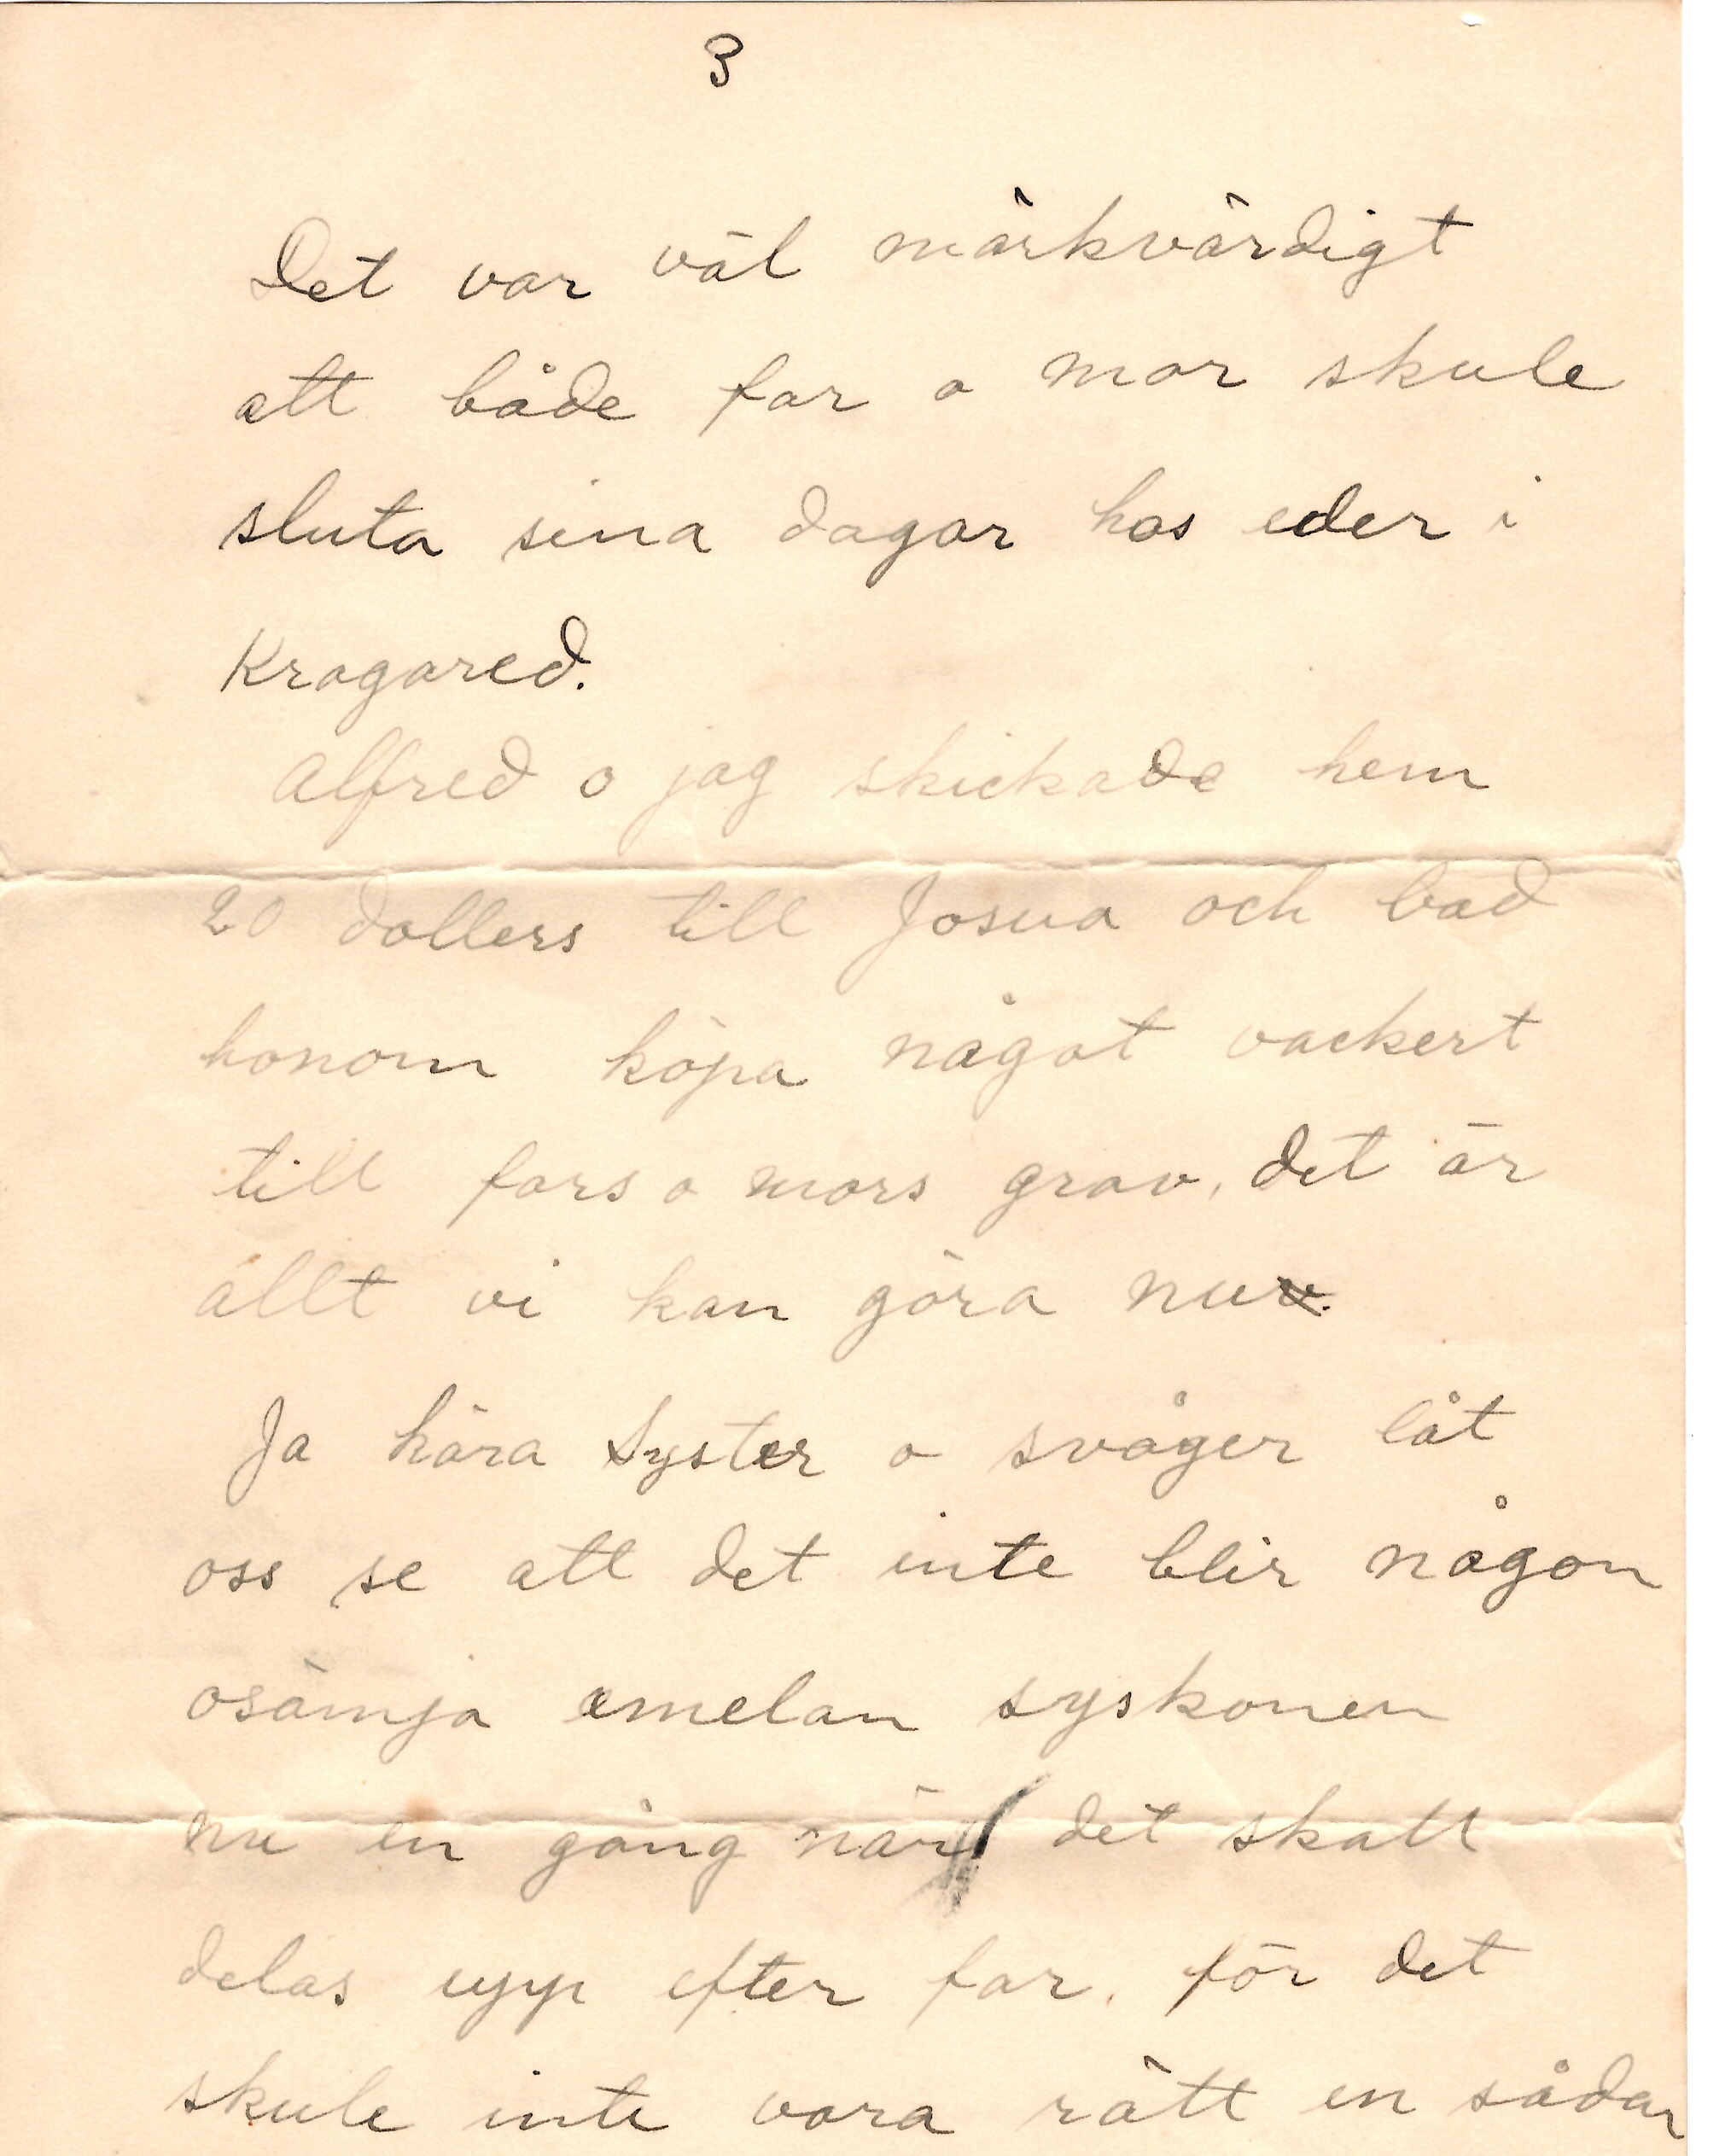 3
Det var väl märkvärdigt
att både far o mor skule
sluta sina dagar hos eder i
Kragared.
Alfred o jag skickade hem
20 dollers till Josua och bad
honom köpa något vackert
till fars o mors grav, det är
allt vi kan göra nu.
Ja kära Syster o svåger låt
oss se att det inte blir någon
osämja emelan syskonen
nu en gång när det skall
delas upp efter far. för det
skule inte vara rätt en sådan